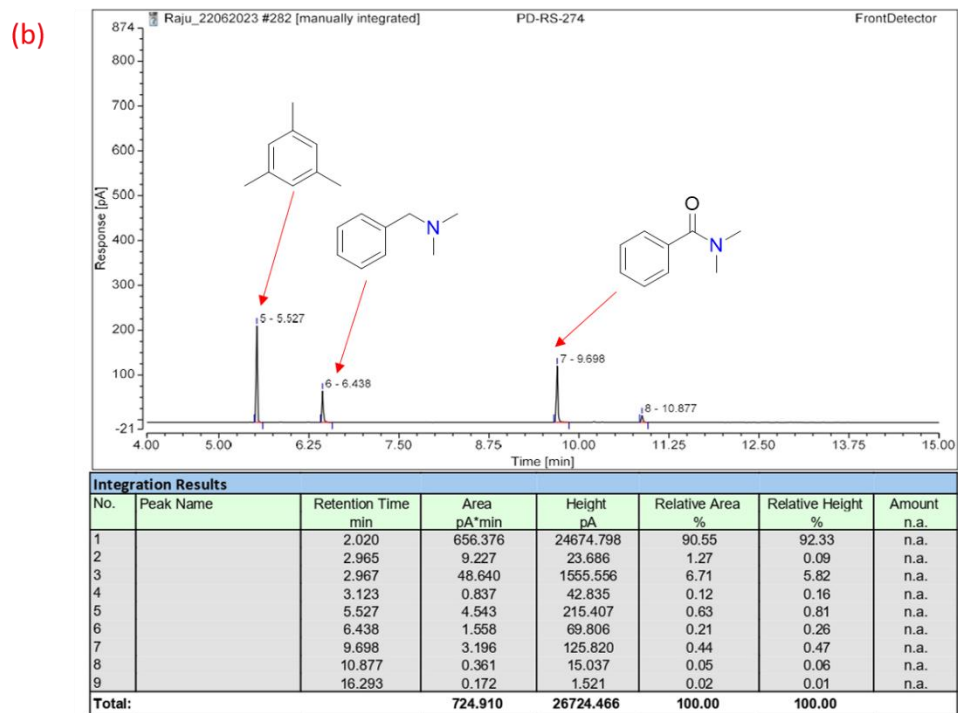 (b)
Raju_22062023 #282 [manually integrated] PD-RS-274 FrontDetector
874
800
700
600
500
400
300
200
100
-21
Response [pA]
5 - 5.527
6 - 6.438
7 - 9.698
8 - 10.877
N
O
N
4.00 5.00 6.25 7.50 8.75 10.00 11.25 12.50 13.75 15.00
Time [min]
Integration Results
No. Peak Name Retention Time Area Height Relative Area Relative Height Amount
min pA*min pA % % n.a.
1 2.020 656.376 24674.798 90.55 92.33 n.a.
2 2.965 9.227 23.686 1.27 0.09 n.a.
3 2.967 48.640 1555.556 6.71 5.82 n.a.
4 3.123 0.837 42.835 0.12 0.16 n.a.
5 5.527 4.543 215.407 0.63 0.81 n.a.
6 6.438 1.558 69.806 0.21 0.26 n.a.
7 9.698 3.196 125.820 0.44 0.47 n.a.
8 10.877 0.361 15.037 0.05 0.06 n.a.
9 16.293 0.172 1.521 0.02 0.01 n.a.
Total: 724.910 26724.466 100.00 100.00